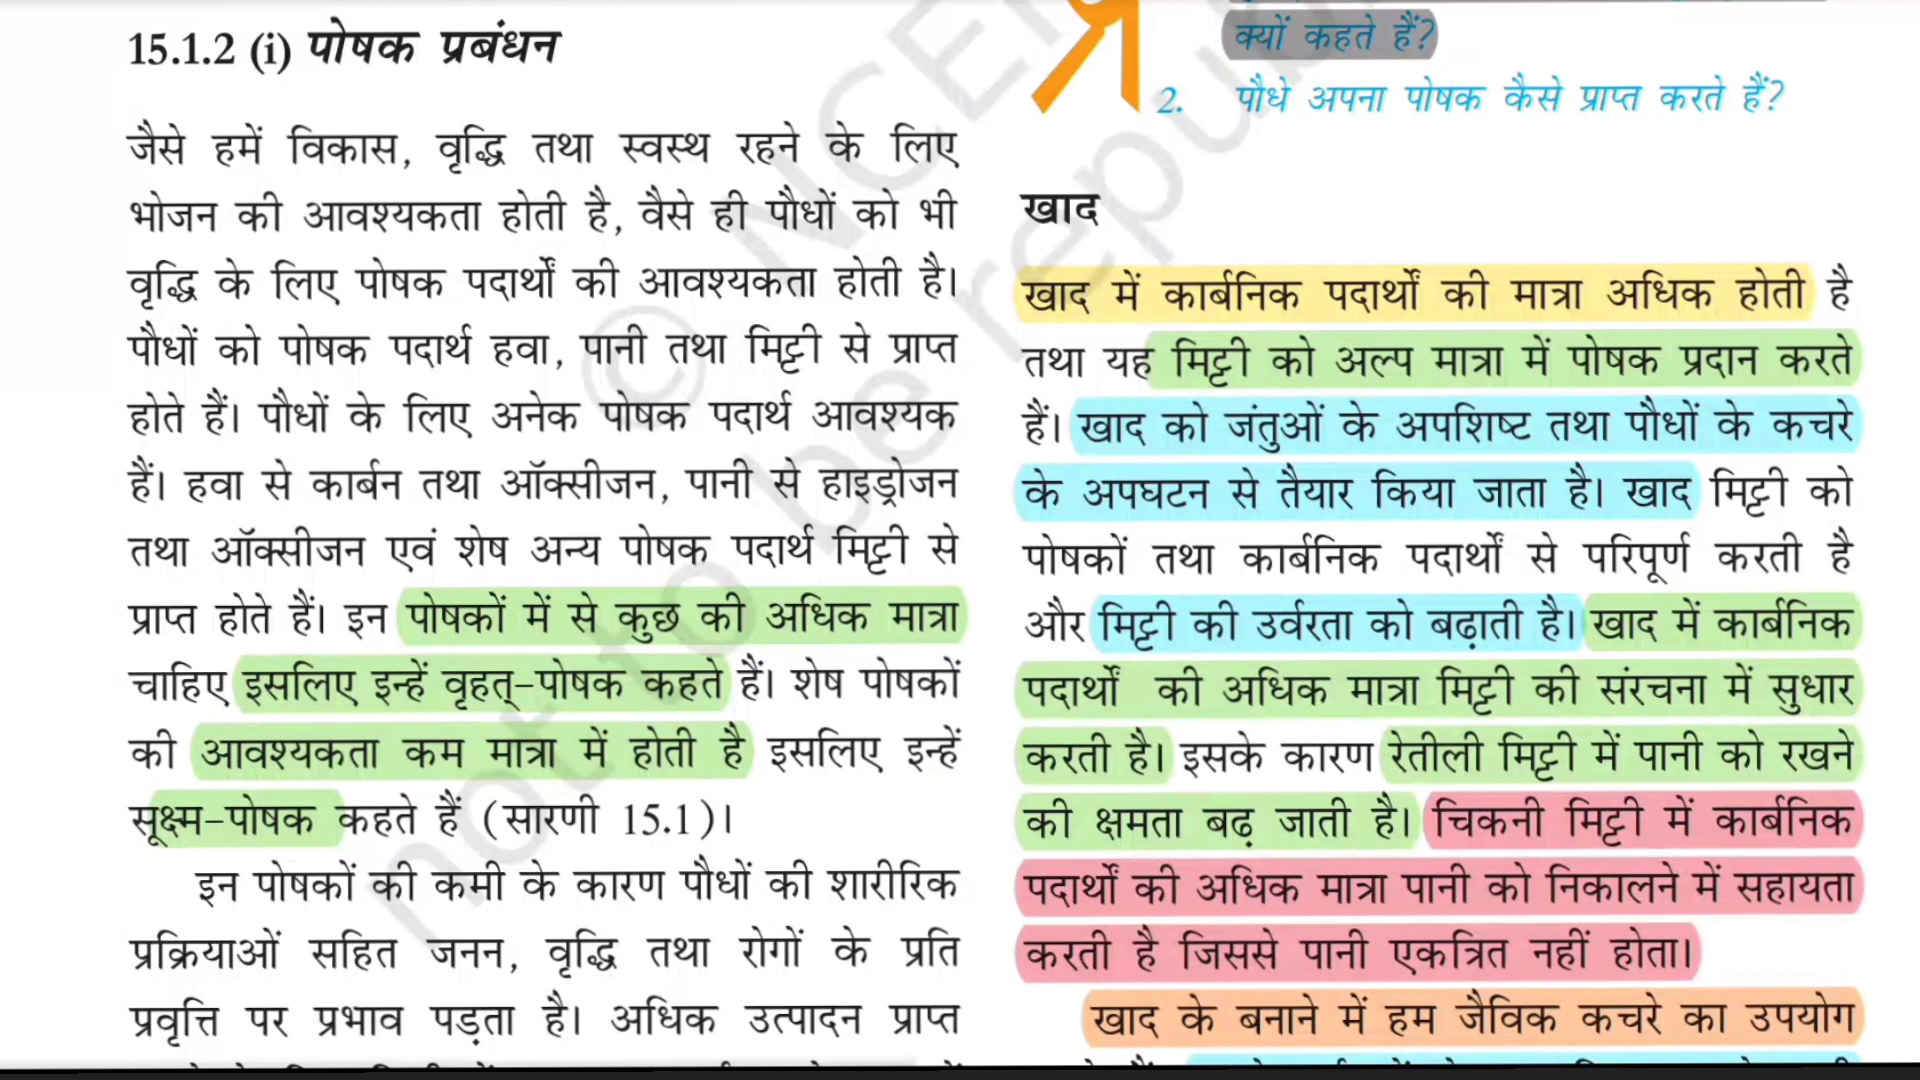 15.1.2 (i) पोषक प्रबंधन
जैसे हमें विकास, वृद्धि तथा स्वस्थ रहने के लिए
भोजन की आवश्यकता होती है, वैसे ही पौधों को भी
वृद्धि के लिए पोषक पदार्थों की आवश्यकता होती है।
पौधों को पोषक पदार्थ हवा, पानी तथा मिट्टी से प्राप्त
होते हैं। पौधों के लिए अनेक पोषक पदार्थ आवश्यक
हैं। हवा से कार्बन तथा ऑक्सीजन, पानी से हाइड्रोजन
तथा ऑक्सीजन एवं शेष अन्य पोषक पदार्थ मिट्टी से
प्राप्त होते हैं। इन पोषकों में से कुछ की अधिक मात्रा
चाहिए इसलिए इन्हें वृहत्-पोषक कहते हैं। शेष पोषकों
की आवश्यकता कम मात्रा में होती है इसलिए इन्हें
सूक्ष्म-पोषक कहते हैं (सारणी 15.1)।
इन पोषकों की कमी के कारण पौधों की शारीरिक
प्रक्रियाओं सहित जनन, वृद्धि तथा रोगों के प्रति
प्रवृत्ति पर प्रभाव पड़ता है। अधिक उत्पादन प्राप्त
क्यों कहते हैं?
2. पौधे अपना पोषक कैसे प्राप्त करते हैं?
खाद
खाद में कार्बनिक पदार्थों की मात्रा अधिक होती है
तथा यह मिट्टी को अल्प मात्रा में पोषक प्रदान करते
हैं। खाद को जंतुओं के अपशिष्ट तथा पौधों के कचरे
के अपघटन से तैयार किया जाता है। खाद मिट्टी को
पोषकों तथा कार्बनिक पदार्थों से परिपूर्ण करती है
और मिट्टी की उर्वरता को बढ़ाती है। खाद में कार्बनिक
पदार्थों की अधिक मात्रा मिट्टी की संरचना में सुधार
करती है। इसके कारण रेतीली मिट्टी में पानी को रखने
की क्षमता बढ़ जाती है। चिकनी मिट्टी में कार्बनिक
पदार्थों की अधिक मात्रा पानी को निकालने में सहायता
करती है जिससे पानी एकत्रित नहीं होता।
खाद के बनाने में हम जैविक कचरे का उपयोग
© NCE
not to be republ